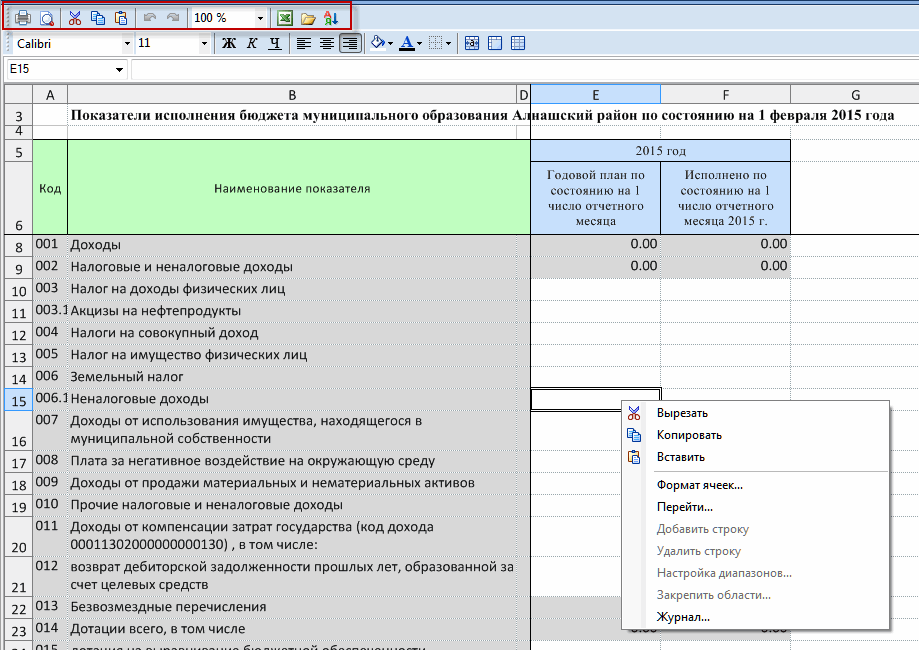 100 %
Calibri 11 Ж К Ч
E15
A B D E F G
3 Показатели исполнения бюджета муниципального образования Алнашский район по состоянию на 1 февраля 2015 года
4
5 2015 год
Код Наименование показателя
Годовой план по состоянию на 1 число отчетного месяца
Исполнено по состоянию на 1 число отчетного месяца 2015 г.
6
8 001 Доходы 0.00 0.00
9 002 Налоговые и неналоговые доходы 0.00 0.00
10 003 Налог на доходы физических лиц
11 003.1 Акцизы на нефтепродукты
12 004 Налоги на совокупный доход
13 005 Налог на имущество физических лиц
14 006 Земельный налог
15 006.1 Неналоговые доходы
007 Доходы от использования имущества, находящегося в
16 муниципальной собственности
17 008 Плата за негативное воздействие на окружающую среду
18 009 Доходы от продажи материальных и нематериальных активов
19 010 Прочие налоговые и неналоговые доходы
011 Доходы от компенсации затрат государства (код дохода
20 00011302000000000130) , в том числе:
012 возврат дебиторской задолженности прошлых лет, образованной за
21 счет целевых средств
22 013 Безвозмездные перечисления
23 014 Дотации всего, в том числе
015 дотация на выравнивание бюджетной обеспеченности
Вырезать
Копировать
Вставить
Формат ячеек...
Перейти...
Добавить строку
Удалить строку
Настройка диапазонов...
Закрепить области...
Журнал...